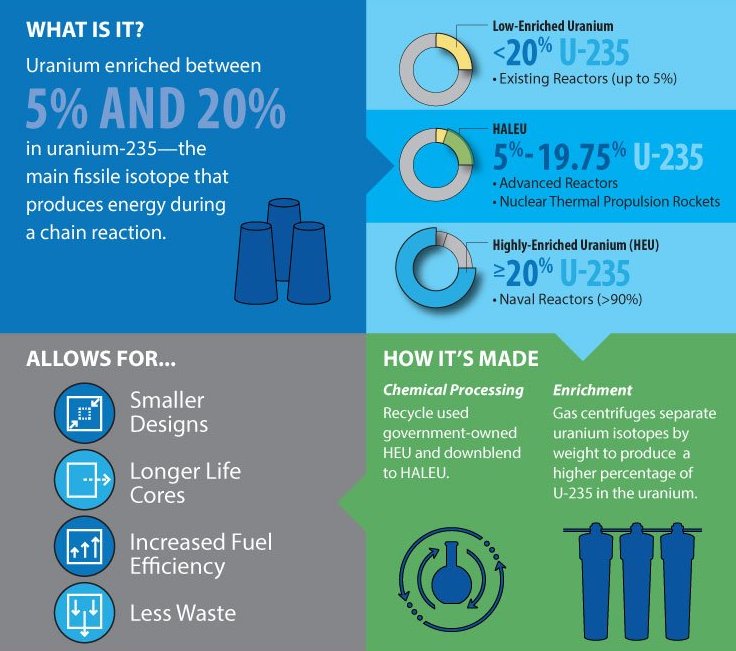 WHAT IS IT?
Uranium enriched between
5% AND 20%
in uranium-235—the
main fissile isotope that
produces energy during
a chain reaction.
Low-Enriched Uranium
<20% U-235
• Existing Reactors (up to 5%)
HALEU
5%- 19.75% U-235
• Advanced Reactors
• Nuclear Thermal Propulsion Rockets
Highly-Enriched Uranium (HEU)
≥20% U-235
• Naval Reactors (>90%)
ALLOWS FOR...
Smaller
Designs
Longer Life
Cores
Increased Fuel
Efficiency
Less Waste
HOW IT'S MADE
Chemical Processing
Recycle used
government-owned
HEU and downblend
to HALEU.
Enrichment
Gas centrifuges separate
uranium isotopes by
weight to produce a
higher percentage of
U-235 in the uranium.